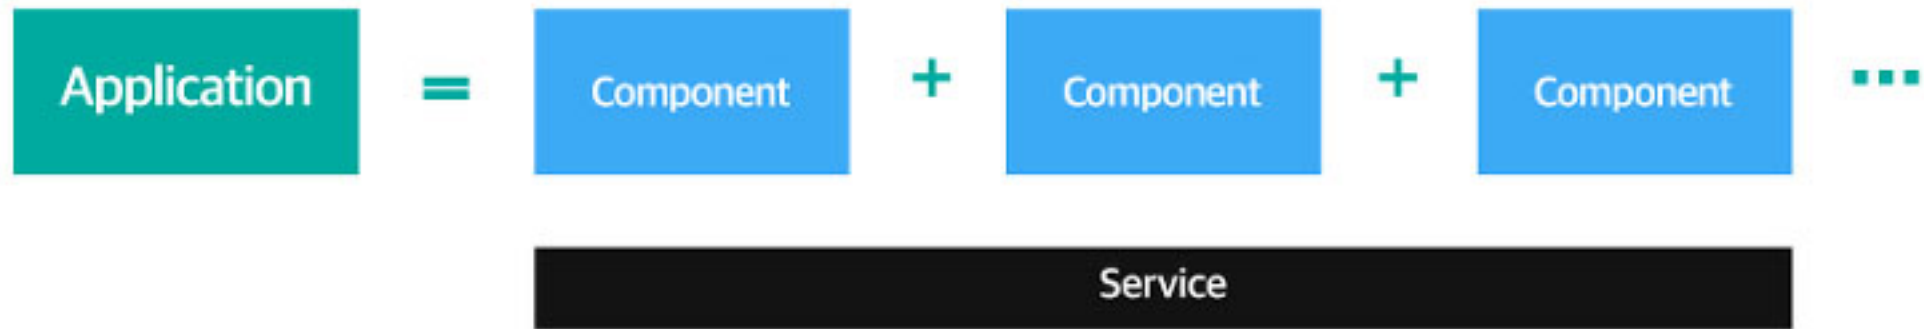 Application = Component + Component + Component ...
Service